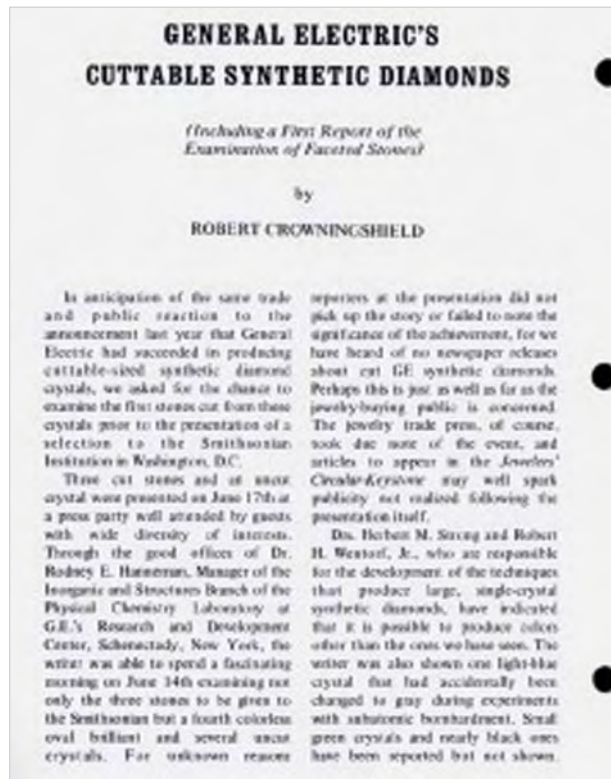 GENERAL ELECTRIC'S
CUTTABLE SYNTHETIC DIAMONDS
(Including a First Report of the
Examination of Faceted Stones)
by
ROBERT CROWNINGSHIELD
In anticipation of the same trade
and public reaction to the
announcement last year that General
Electric had succeeded in producing
cuttable-sized synthetic diamond
crystals, we asked for the chance to
examine the first stones cut from these
crystals prior to the presentation of a
selection to the Smithsonian
Institution in Washington, D.C.
Three cut stones and an uncut
crystal were presented on June 17th at
a press party well attended by guests
with wide diversity of interests.
Through the good offices of Dr.
Rodney E. Hanneman, Manager of the
Inorganic and Structures Branch of the
Physical Chemistry Laboratory at
G.E.'s Research and Development
Center, Schenectady, New York, the
writer was able to spend a fascinating
morning on June 14th examining not
only the three stones to be given to
the Smithsonian but a fourth colorless
oval brilliant and several uncut
crystals. For unknown reasons
reporters at the presentation did not
pick up the story or failed to note the
significance of the achievement, for we
have heard of no newspaper releases
about cut GE synthetic diamonds.
Perhaps this is just as well as far as the
jewelry-buying public is concerned.
The jewelry trade press, of course,
took due note of the event, and
articles to appear in the Jewelers'
Circular-Keystone may well spark
publicity not realized following the
presentation itself.
Drs. Herbert M. Strong and Robert
H. Wentorf, Jr., who are responsible
for the development of the techniques
that produce large, single-crystal
synthetic diamonds, have indicated
that it is possible to produce colors
other than the ones we have seen. The
writer was also shown one light-blue
crystal that had accidentally been
changed to gray during experiments
with subatomic bombardment. Small
green crystals and nearly black ones
have been reported but not shown.